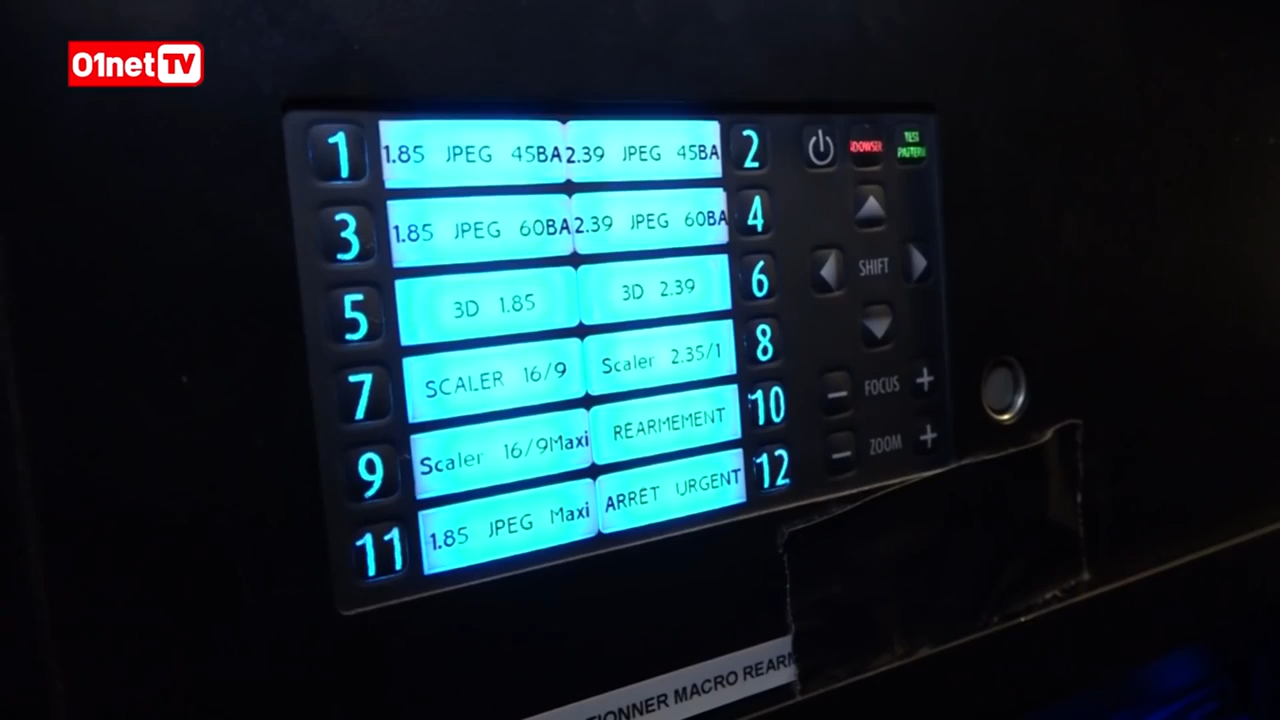 01net TV
1 1.85 JPEG 45BA 2.39 JPEG 45BA 2
3 1.85 JPEG 60BA 2.39 JPEG 60BA 4
5 3D 1.85 3D 2.39 6
7 SCALER 16/9 Scaler 2.35/1 8
9 Scaler 16/9Maxi REARMEMENT 10
11 1.85 JPEG Maxi ARRET URGENT 12
DOWSER
TEST
PATTERN
SHIFT
- FOCUS +
- ZOOM +
TIONNER MACRO REARM